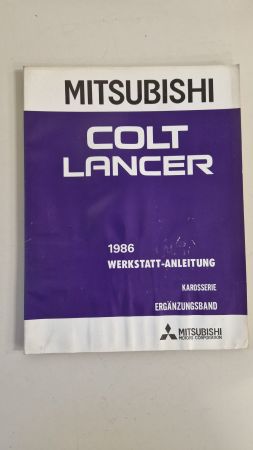 MITSUBISHI
COLT
LANCER
1986
WERKSTATT-ANLEITUNG
KAROSSERIE
ERGÄNZUNGSBAND
MITSUBISHI
MOTORS CORPORATION